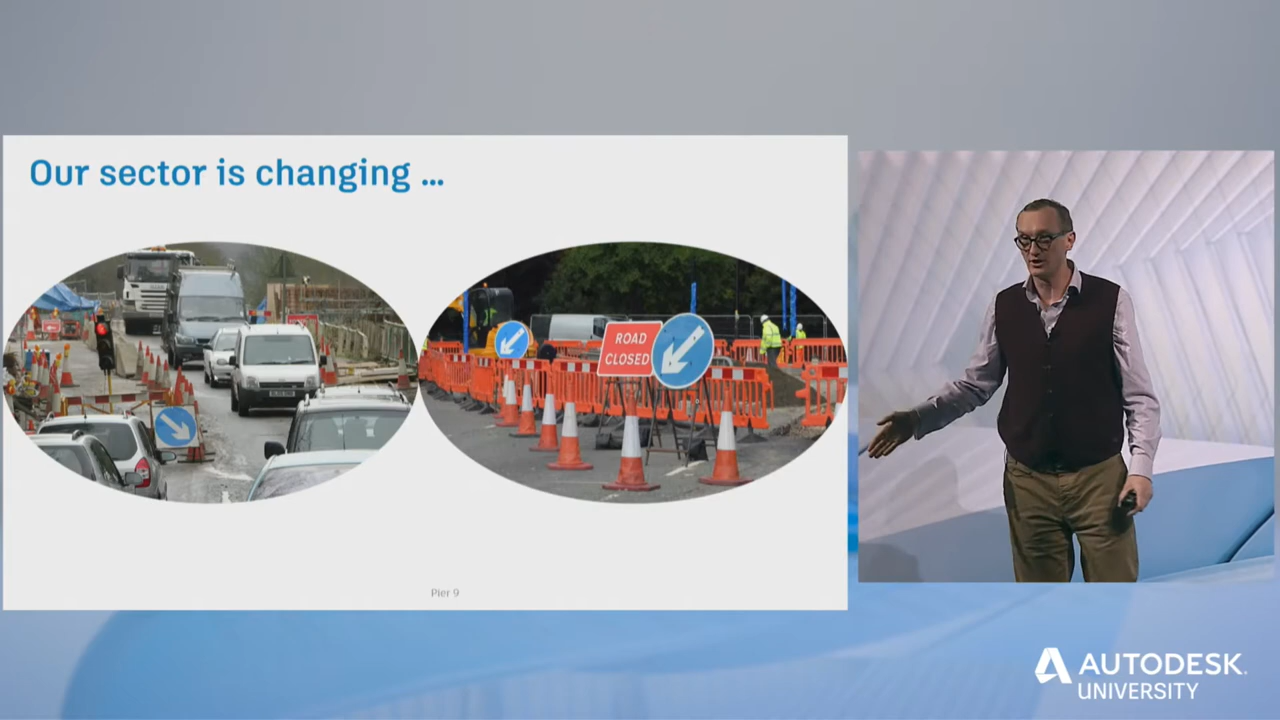 Our sector is changing ...
ROAD
CLOSED
Pier 9
AUTODESK
UNIVERSITY